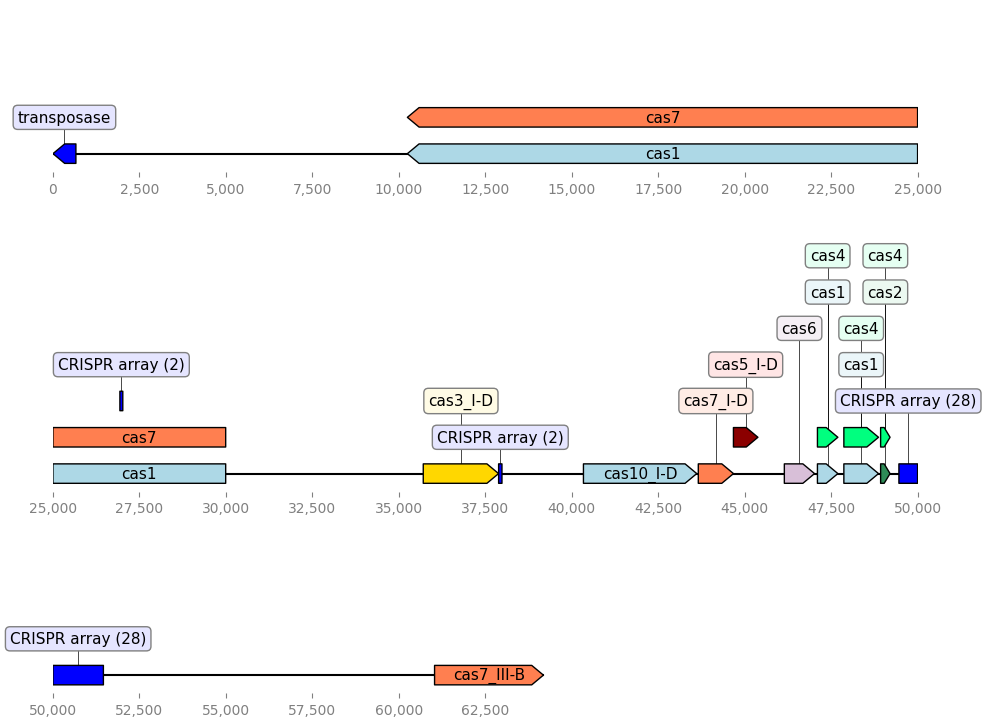 transposase
cas7
cas1
0 2,500 5,000 7,500 10,000 12,500 15,000 17,500 20,000 22,500 25,000
cas4 cas4
cas1 cas2
cas6 cas4
CRISPR array (2) cas5_I-D cas1
cas3_I-D cas7_I-D CRISPR array (28)
cas7 CRISPR array (2)
cas1 cas10_I-D
25,000 27,500 30,000 32,500 35,000 37,500 40,000 42,500 45,000 47,500 50,000
CRISPR array (28)
cas7_III-B
50,000 52,500 55,000 57,500 60,000 62,500